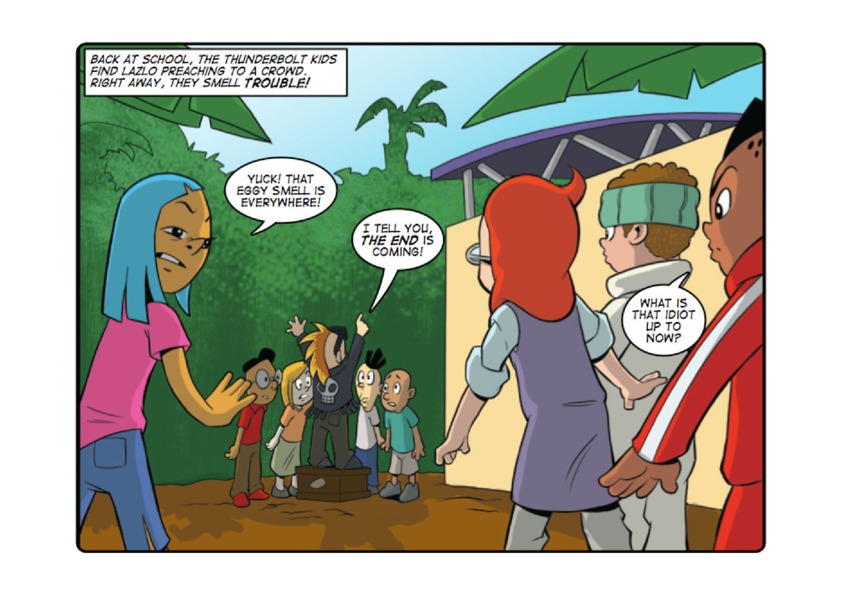 BACK AT SCHOOL, THE THUNDERBOLT KIDS
FIND LAZLO PREACHING TO A CROWD.
RIGHT AWAY, THEY SMELL TROUBLE!
YUCK! THAT
EGGY SMELL IS
EVERYWHERE!
I TELL YOU,
THE END IS
COMING!
WHAT IS
THAT IDIOT
UP TO
NOW?